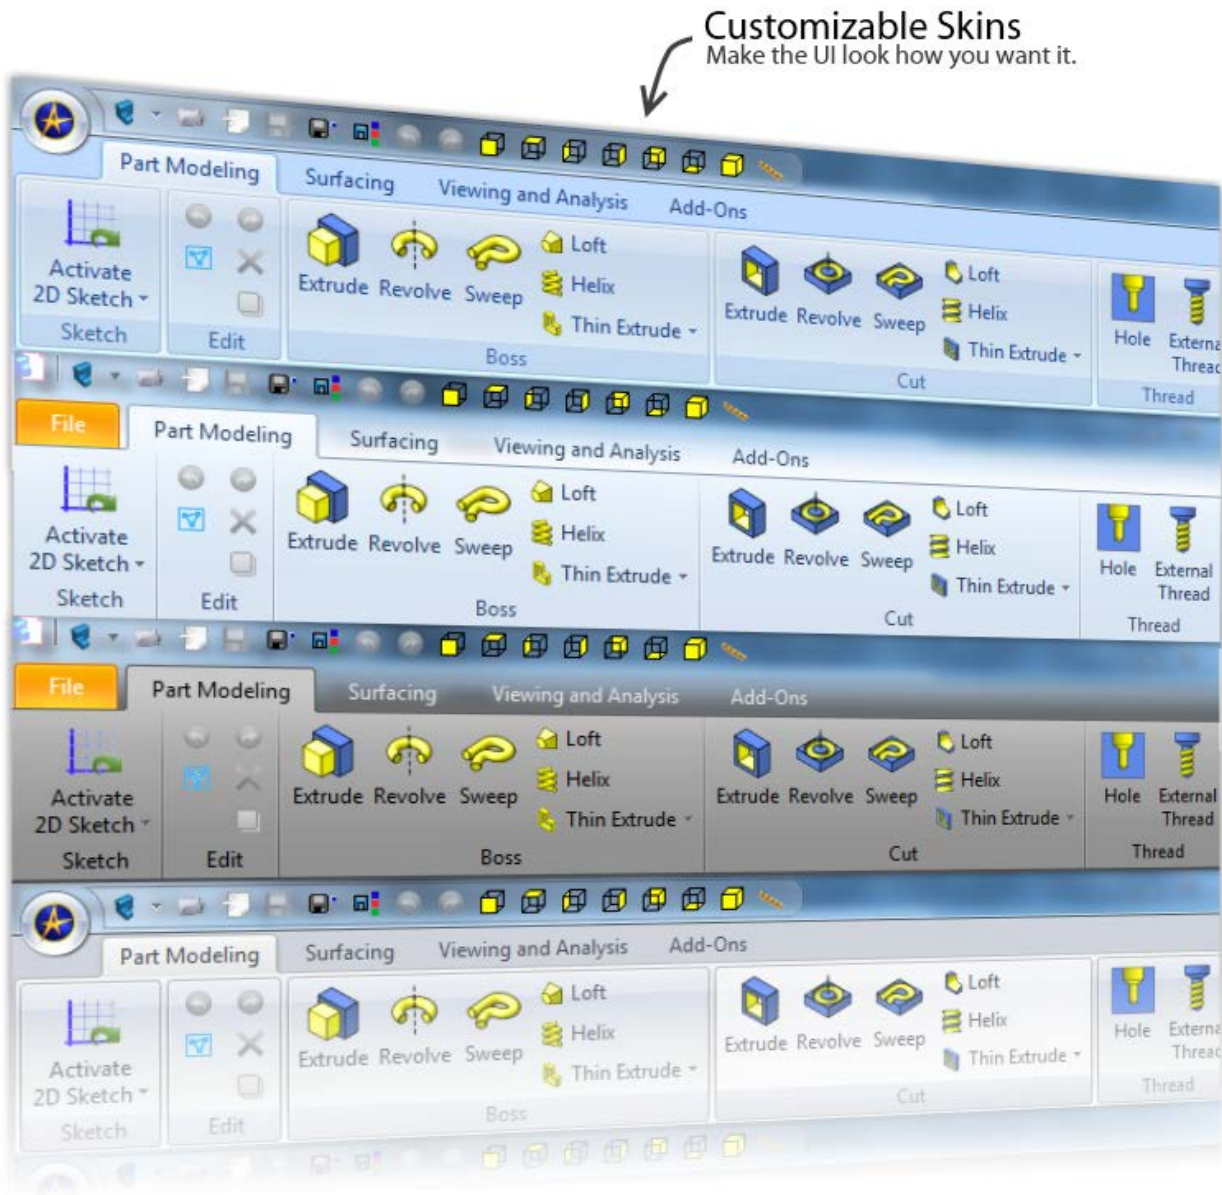 Customizable Skins
Make the UI look how you want it.
Part Modeling Surfacing Viewing and Analysis Add-Ons
Activate
2D Sketch
Sketch
Edit
Extrude Revolve Sweep
Loft
Helix
Thin Extrude
Boss
Extrude Revolve Sweep
Loft
Helix
Thin Extrude
Cut
Hole
Externa
Threac
Thread
File Part Modeling Surfacing Viewing and Analysis Add-Ons
Activate
2D Sketch
Sketch
Edit
Extrude Revolve Sweep
Loft
Helix
Thin Extrude
Boss
Extrude Revolve Sweep
Loft
Helix
Thin Extrude
Cut
Hole
External
Thread
Thread
File Part Modeling Surfacing Viewing and Analysis Add-Ons
Activate
2D Sketch
Sketch
Edit
Extrude Revolve Sweep
Loft
Helix
Thin Extrude
Boss
Extrude Revolve Sweep
Loft
Helix
Thin Extrude
Cut
Hole
External
Thread
Thread
Part Modeling Surfacing Viewing and Analysis Add-Ons
Activate
2D Sketch
Sketch
Edit
Extrude Revolve Sweep
Loft
Helix
Thin Extrude
Boss
Extrude Revolve Sweep
Loft
Helix
Thin Extrude
Cut
Hole
Externa
Threac
Thread